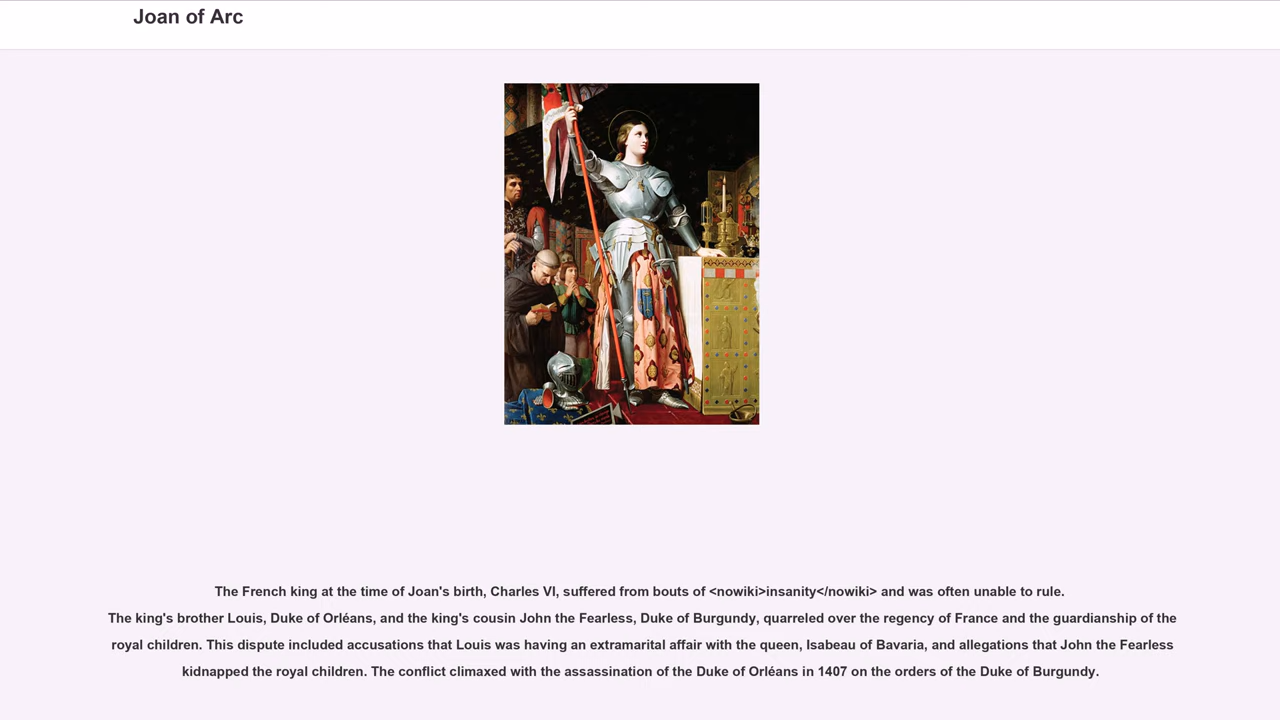 Joan of Arc
The French king at the time of Joan's birth, Charles VI, suffered from bouts of <nowiki>insanity</nowiki> and was often unable to rule.
The king's brother Louis, Duke of Orléans, and the king's cousin John the Fearless, Duke of Burgundy, quarreled over the regency of France and the guardianship of the
royal children. This dispute included accusations that Louis was having an extramarital affair with the queen, Isabeau of Bavaria, and allegations that John the Fearless
kidnapped the royal children. The conflict climaxed with the assassination of the Duke of Orléans in 1407 on the orders of the Duke of Burgundy.